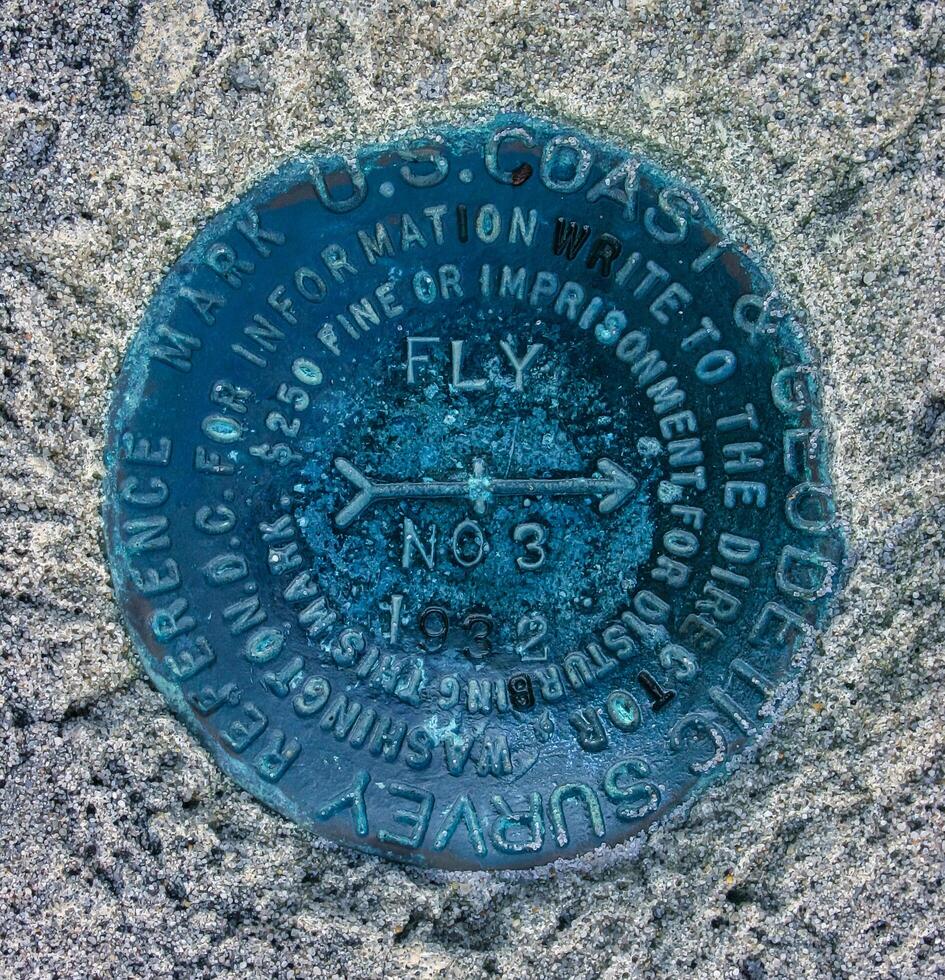 U.S. COAST & GEODETIC SURVEY
REFERENCE MARK
FOR INFORMATION WRITE TO THE DIRECTOR WASHINGTON. D.C.
$250 FINE OR IMPRISONMENT. FOR DISTURBING THIS MARK.
FLY
NO 3
1932